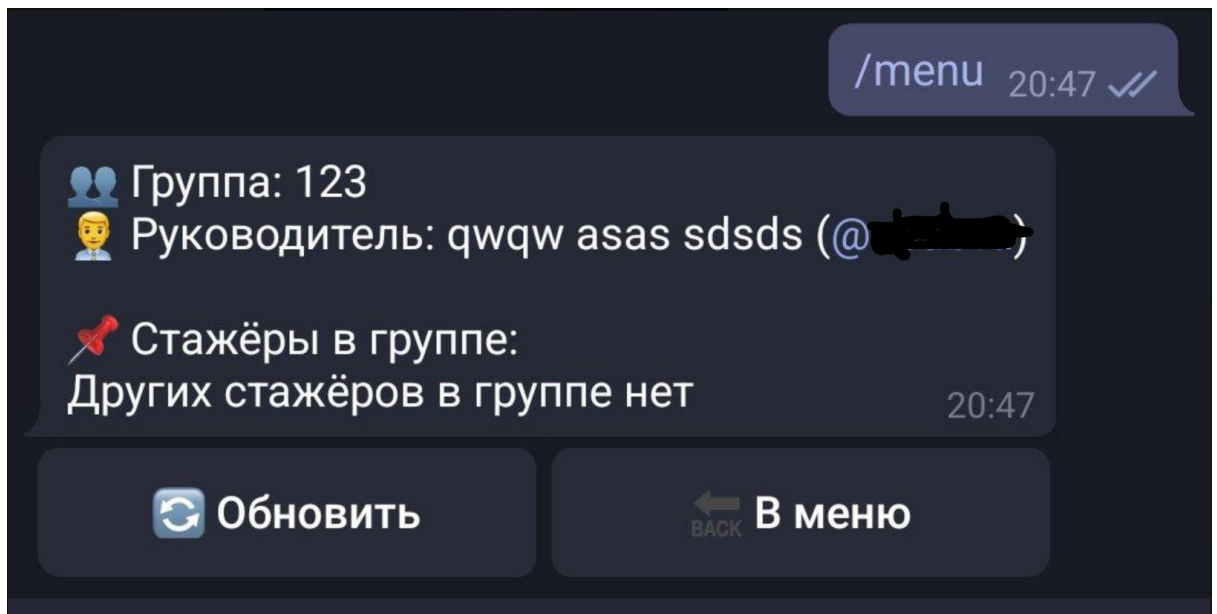 /menu 20:47
Группа: 123
Руководитель: qwqw asas sdsds (@)
Стажёры в группе:
Других стажёров в группе нет
20:47
Обновить
BACK В меню